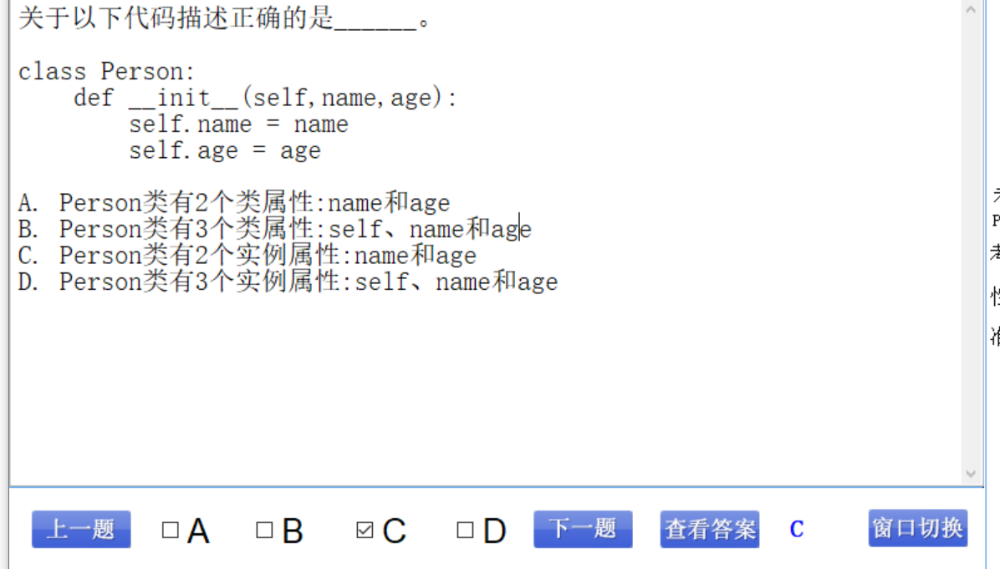 关于以下代码描述正确的是______。
class Person:
    def __init__(self,name,age):
        self.name = name
        self.age = age
A. Person类有2个类属性:name和age
B. Person类有3个类属性:self、name和age
C. Person类有2个实例属性:name和age
D. Person类有3个实例属性:self、name和age
上一题 A B C D 下一题 查看答案 C 窗口切换